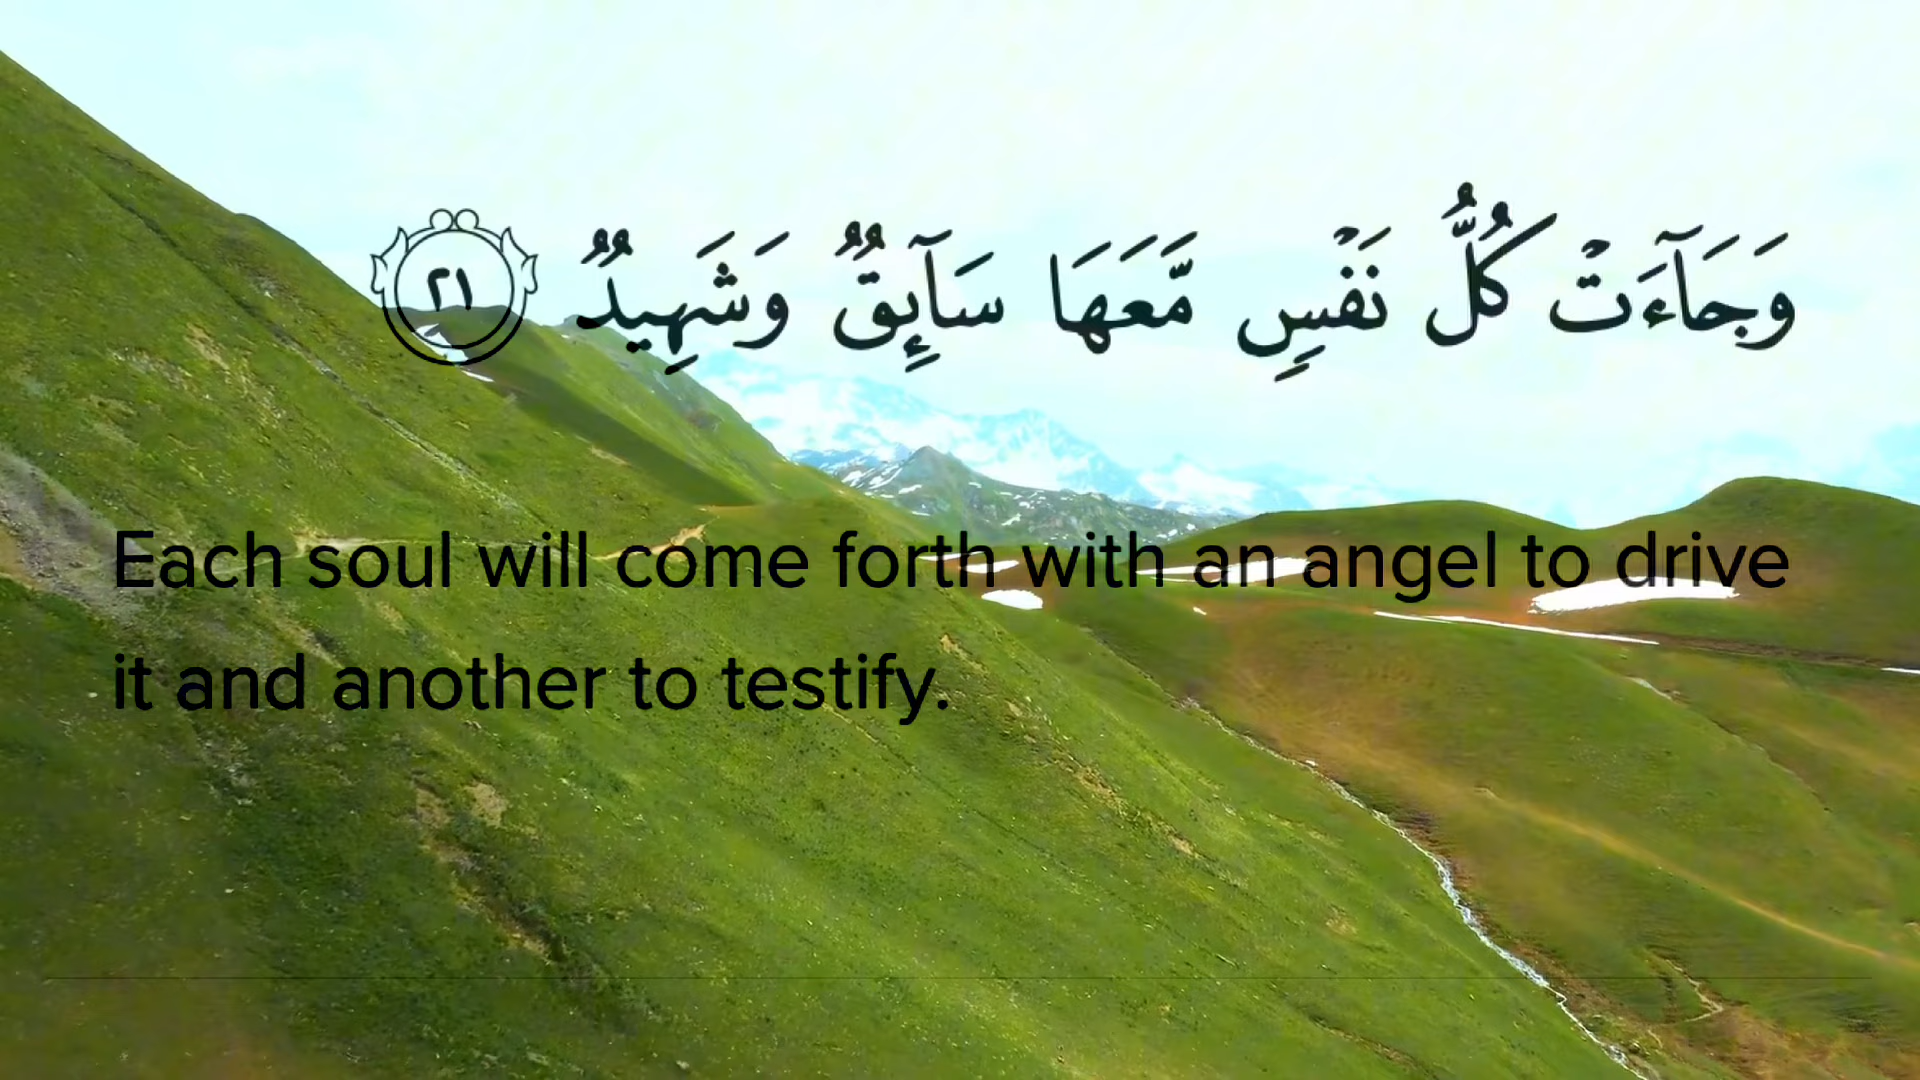 وَجَآءَتۡ كُلُّ نَفۡسٖ مَّعَهَا سَآئِقٞ وَشَهِيدٞ ٢١
Each soul will come forth with an angel to drive
it and another to testify.